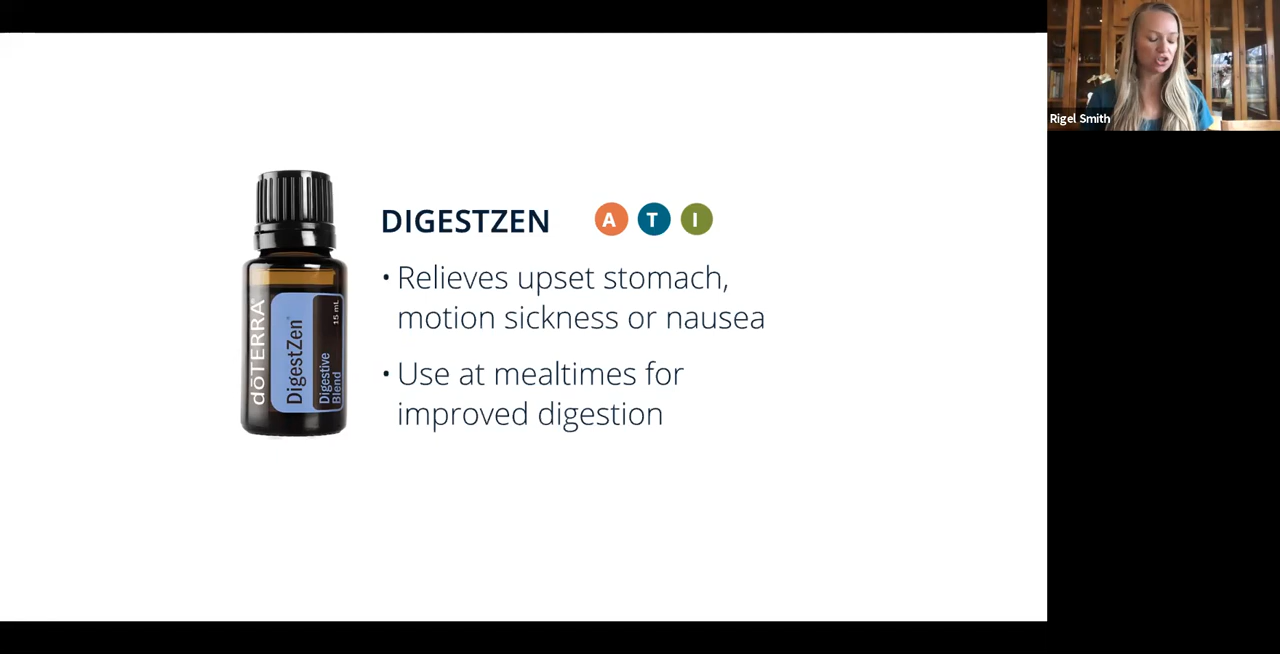 DIGESTZEN A T I
• Relieves upset stomach,
motion sickness or nausea
• Use at mealtimes for
improved digestion
dōTERRA®
DigestZen®
Digestive
Blend
15 mL
Rigel Smith